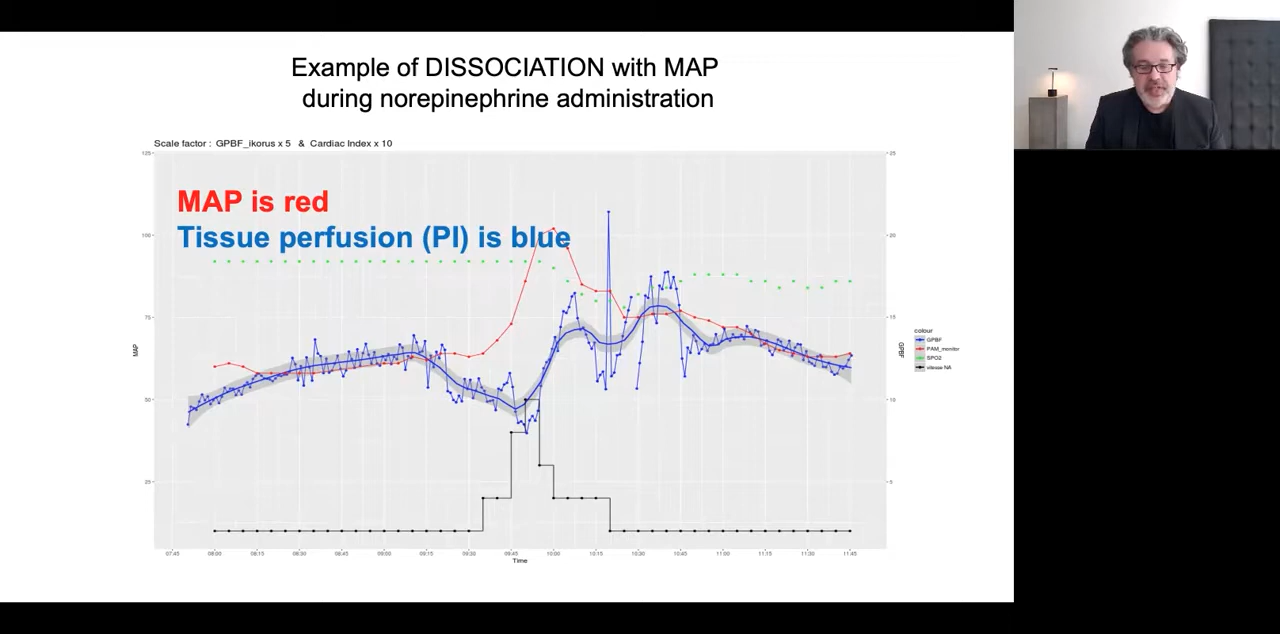 Example of DISSOCIATION with MAP
during norepinephrine administration
Scale factor : GPBF_ikorus x 5 & Cardiac Index x 10
MAP is red
Tissue perfusion (PI) is blue
125
100
75
50
25
MAP
25
20
15
10
5
GPBF
07:45 08:00 08:15 08:30 08:45 09:00 09:15 09:30 09:45 10:00 10:15 10:30 10:45 11:00 11:15 11:30 11:45
Time
colour
GPBF
PAM_monitor
SPO2
vitesse NA